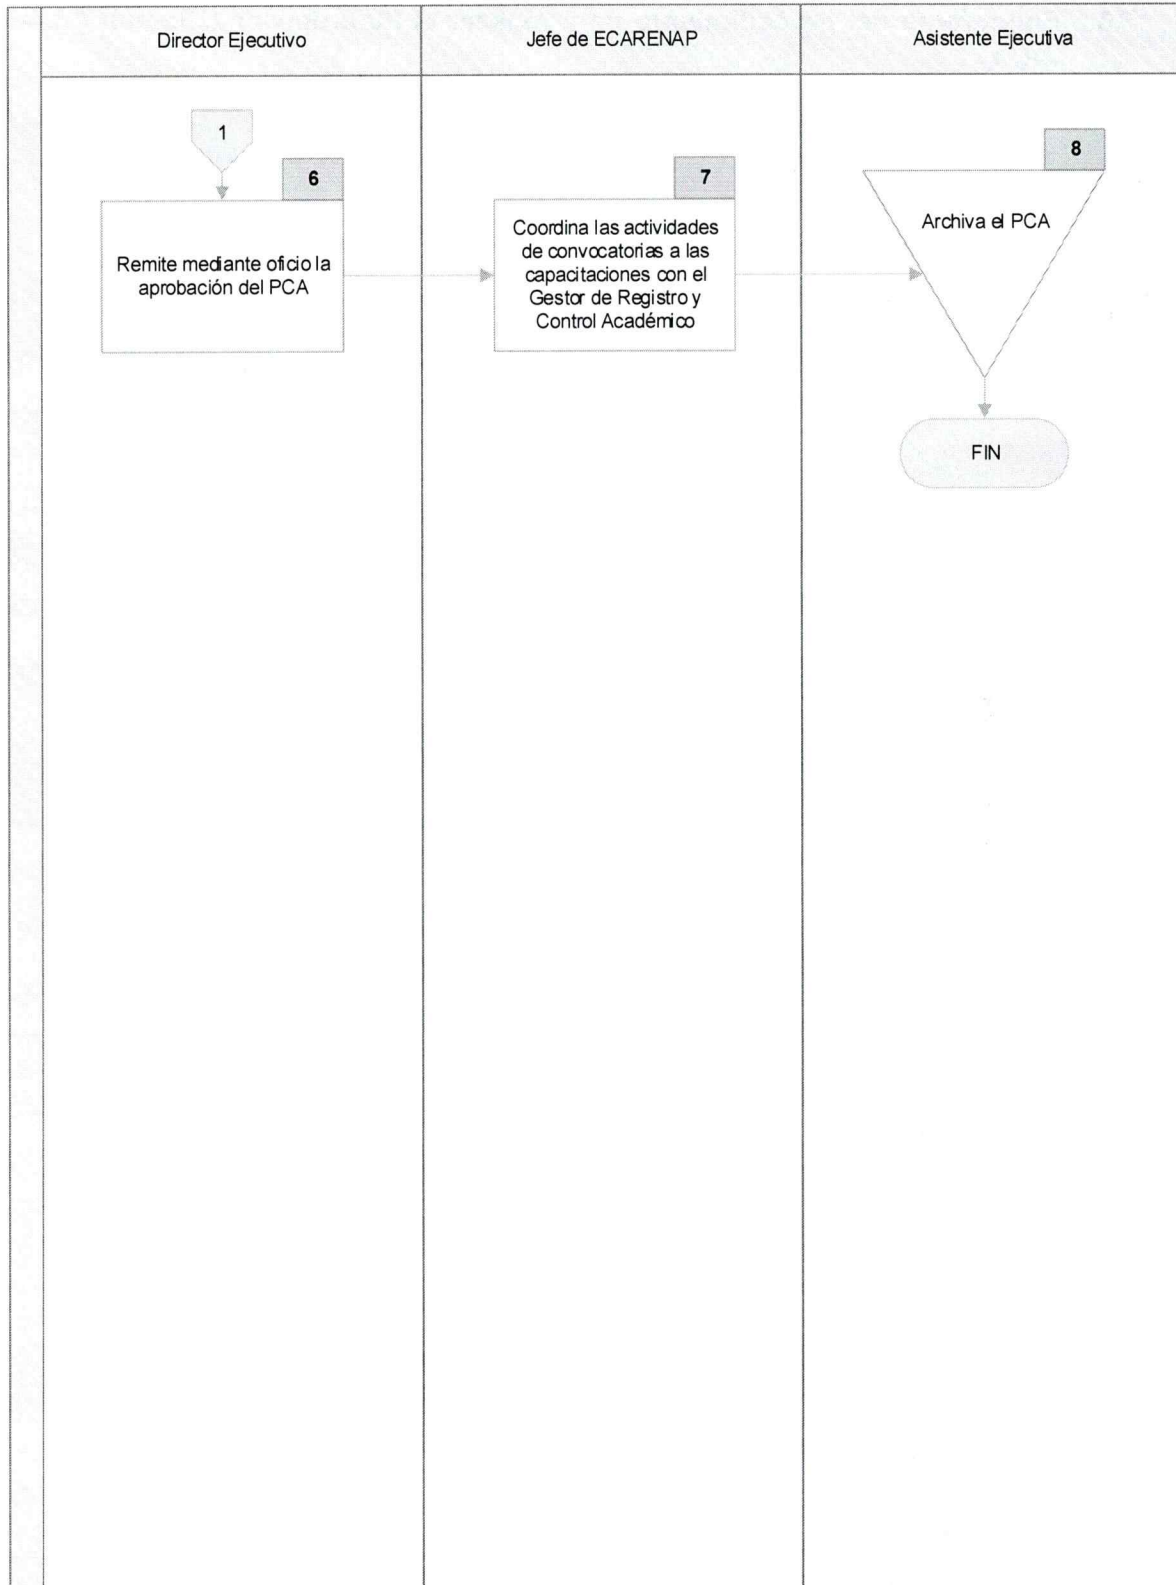 Director Ejecutivo
Jefe de ECARENAP
Asistente Ejecutiva
1
6
Remite mediante oficio la
aprobación del PCA
7
Coordina las actividades
de convocatorias a las
capacitaciones con el
Gestor de Registro y
Control Académico
8
Archiva el PCA
FIN